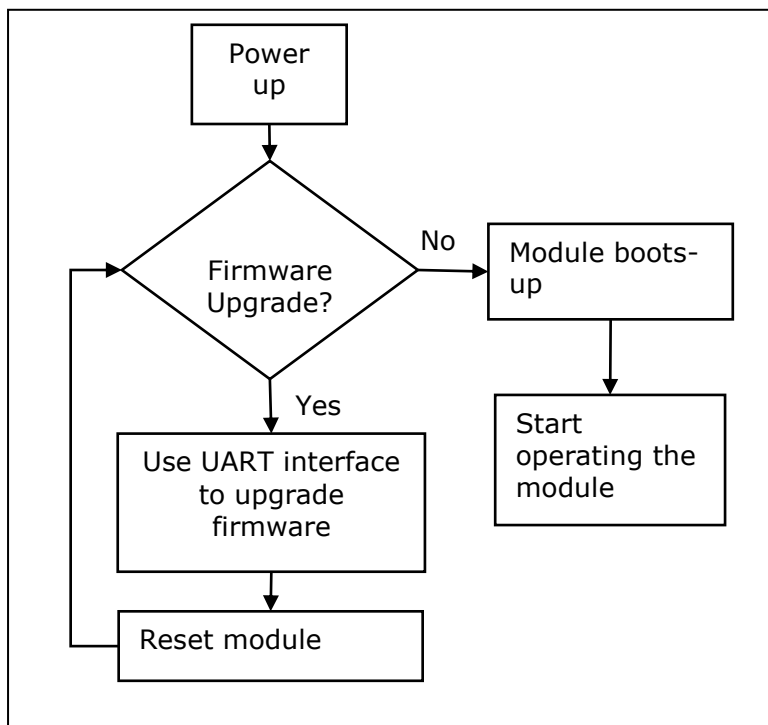 Power
up
Firmware
Upgrade?
No
Module boots-
up
Start
operating the
module
Yes
Use UART interface
to upgrade
firmware
Reset module